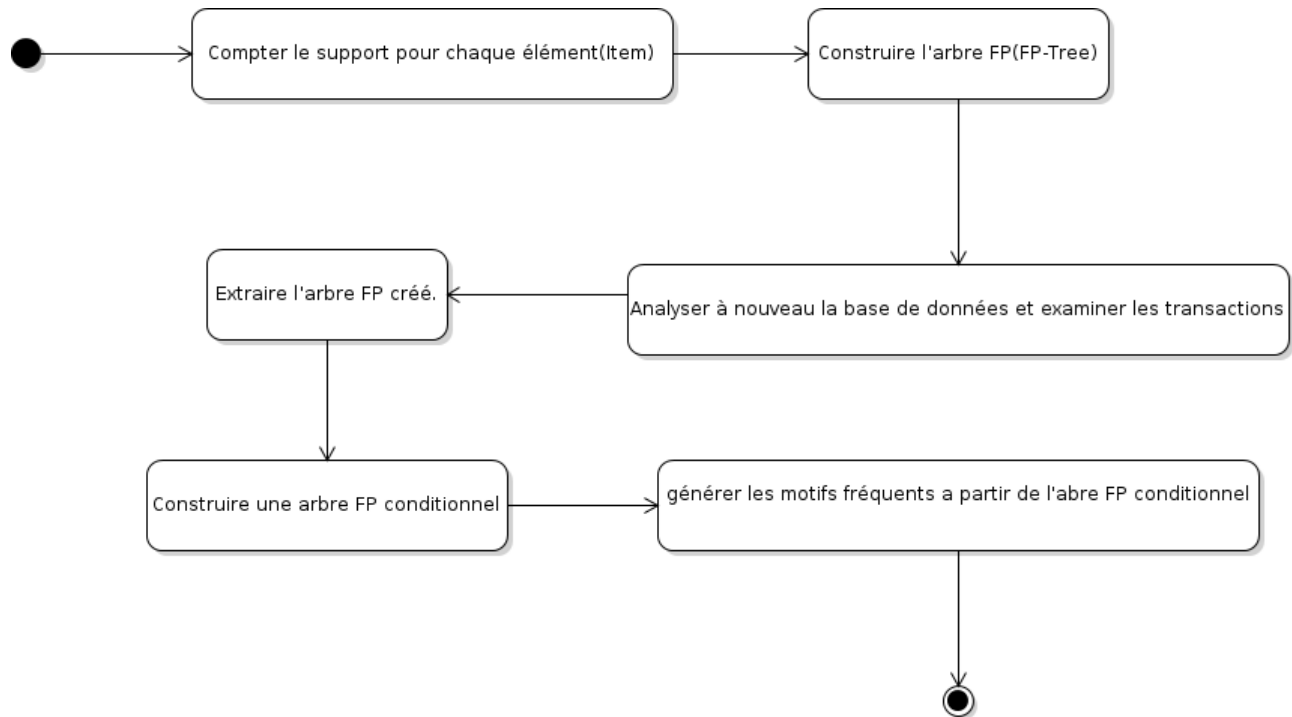 Compter le support pour chaque élément(Item)
Construire l'arbre FP(FP-Tree)
Analyser à nouveau la base de données et examiner les transactions
Extraire l'arbre FP créé.
Construire une arbre FP conditionnel
générer les motifs fréquents a partir de l'abre FP conditionnel